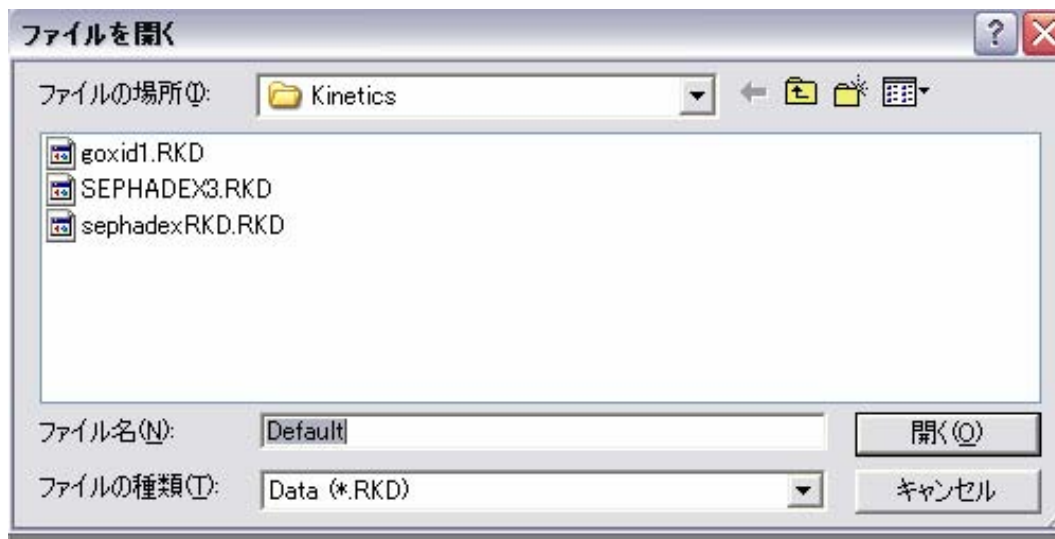 ファイルを開く
ファイルの場所(I): Kinetics
goxid1.RKD
SEPHADEX3.RKD
sephadexRKD.RKD
ファイル名(N): Default 開く(O)
ファイルの種類(T): Data (*.RKD) キャンセル